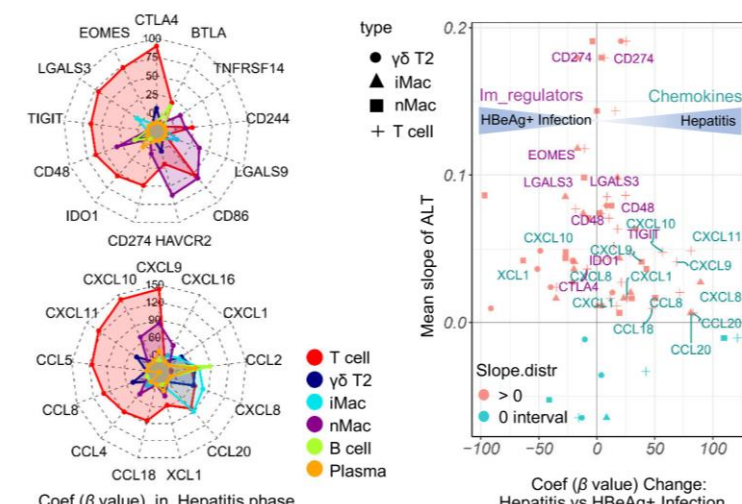 CTLA4
EOMES
BTLA
LGALS3
TNFRSF14
TIGIT
CD244
CD48
LGALS9
IDO1
CD86
CD274 HAVCR2
100
75
50
25
0
CXCL9
CXCL10
CXCL16
CXCL11
CXCL1
CCL5
CCL2
CCL8
CXCL8
CCL4
CCL20
CCL18 XCL1
150
120
90
60
Coef (β value) in Hepatitis phase
T cell
γδ T2
iMac
nMac
B cell
Plasma
type
γδ T2
iMac
nMac
T cell
Mean slope of ALT
0.2
0.1
0.0
CD274
CD274
Im_regulators
Chemokines
HBeAg+ Infection
Hepatitis
EOMES
LGALS3
LGALS3
CD48
CD48
CXCL10
TIGIT
CXCL11
CXCL10
CXCL9
CXCL9
IDO1
XCL1
CXCL8
CXCL1
CTLA4
CXCL8
CXCL1
CCL8
CCL18
CCL20
CCL20
Slope.distr
> 0
0 interval
−100
−50
0
50
100
Coef (β value) Change:
Hepatitis vs HBeAg+ Infection